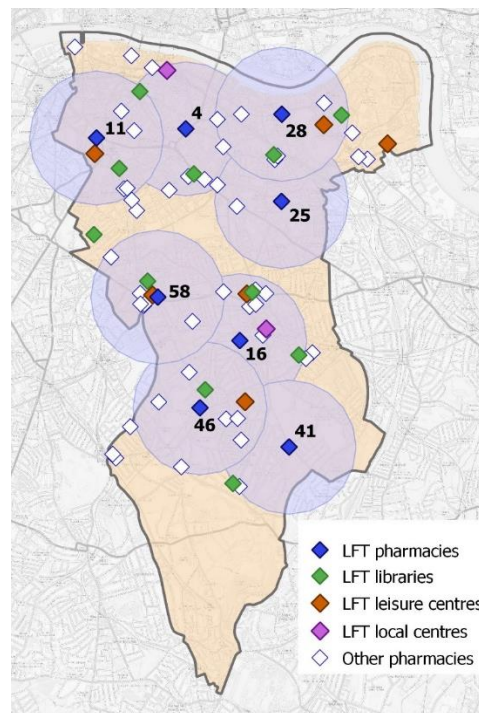 4
11
28
25
58
16
46
41
LFT pharmacies
LFT libraries
LFT leisure centres
LFT local centres
Other pharmacies